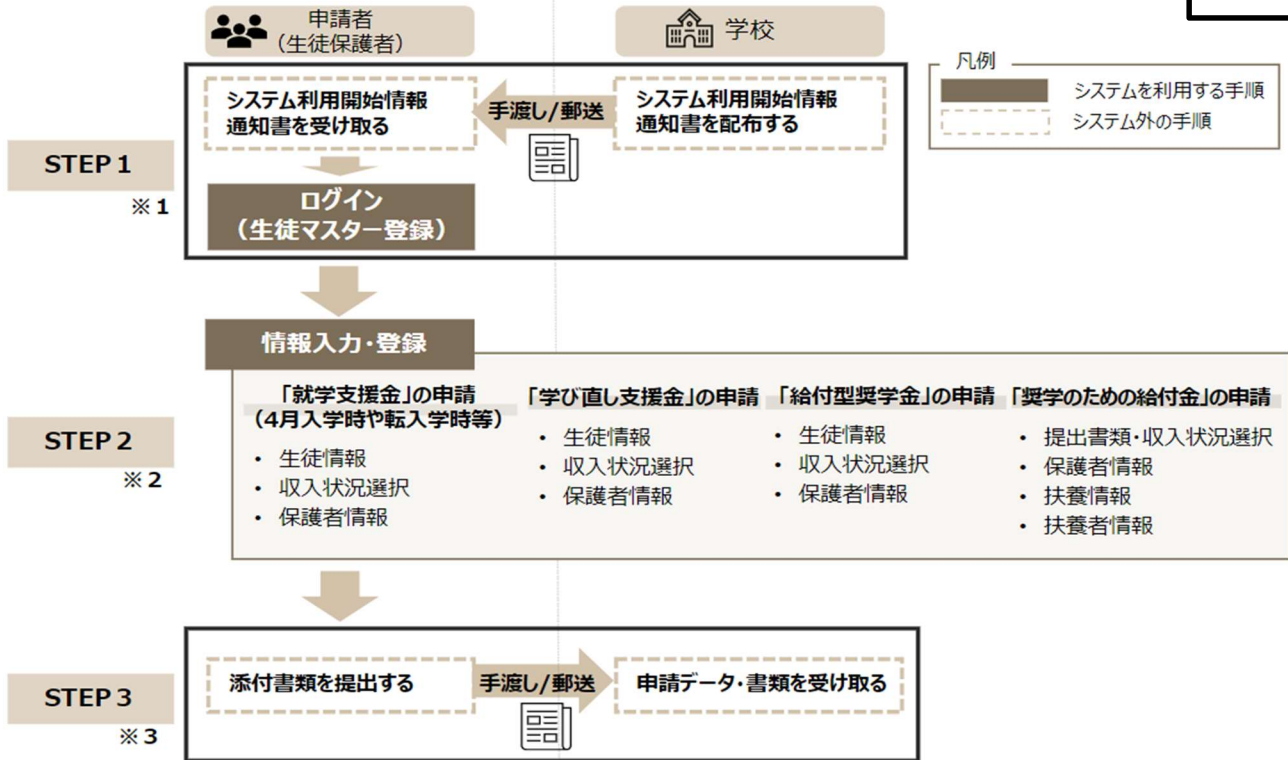 申請者
（生徒保護者）
学校
凡例
システムを利用する手順
システム外の手順
STEP 1
※1
システム利用開始情報
通知書を受け取る
手渡し/郵送
システム利用開始情報
通知書を配布する
ログイン
（生徒マスター登録）
STEP 2
※2
情報入力・登録
「就学支援金」の申請
（4月入学時や転入学時等）
・ 生徒情報
・ 収入状況選択
・ 保護者情報
「学び直し支援金」の申請
・ 生徒情報
・ 収入状況選択
・ 保護者情報
「給付型奨学金」の申請
・ 生徒情報
・ 収入状況選択
・ 保護者情報
「奨学のための給付金」の申請
・ 提出書類・収入状況選択
・ 保護者情報
・ 扶養情報
・ 扶養者情報
STEP 3
※3
添付書類を提出する
手渡し/郵送
申請データ・書類を受け取る